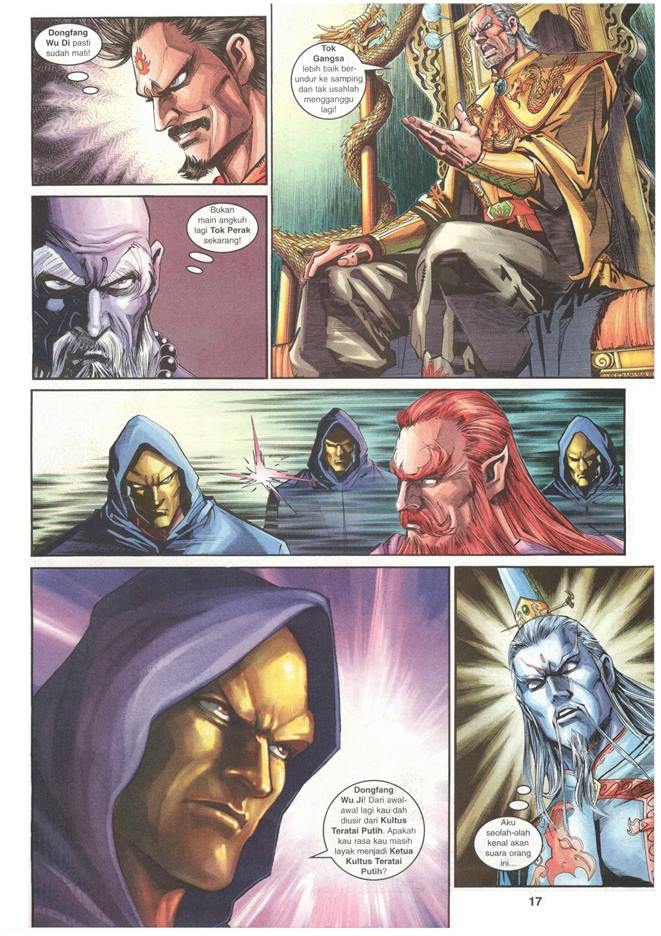 Dongfang
Wu Di pasti
sudah mati!
Tok
Gangsa
lebih baik ber-
undur ke samping
dan tak usahlah
mengganggu
lagi!
Bukan
main angkuh
lagi Tok Perak
sekarang!
Dongfang
Wu Ji! Dari awal-
awal lagi kau dah
diusir dari Kultus
Teratai Putih. Apakah
kau rasa kau masih
layak menjadi Ketua
Kultus Teratai
Putih?
Aku
seolah-olah
kenal akan
suara orang
ini...
17